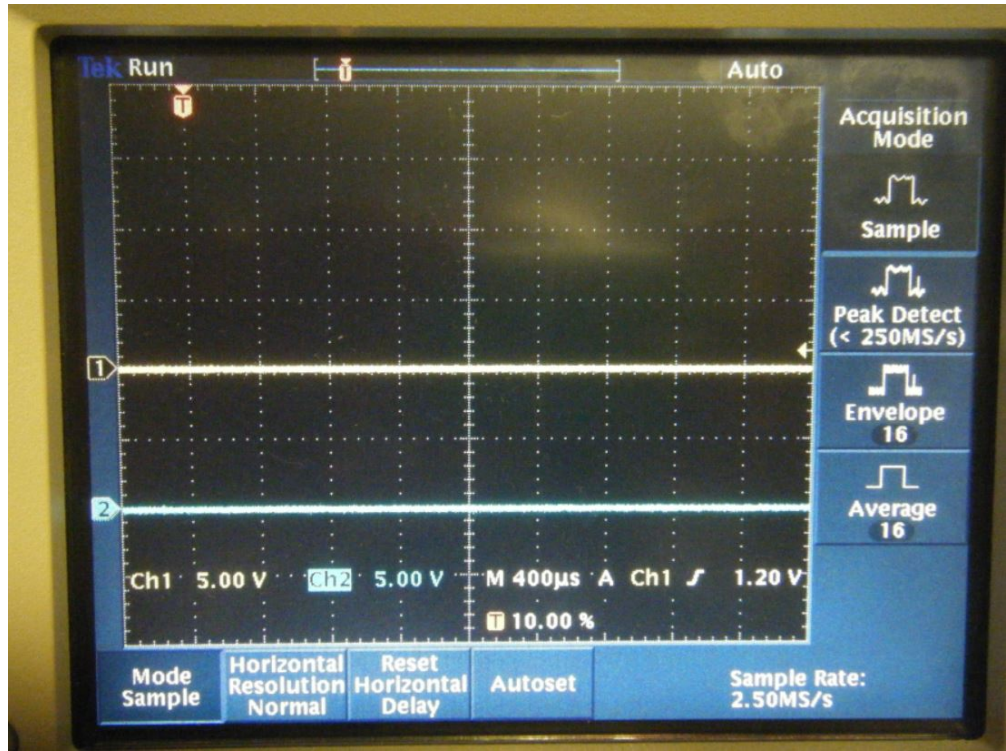 Tek Run Auto
T
T
Acquisition
Mode
Sample
Peak Detect
(< 250MS/s)
1
Envelope
16
2
Average
16
Ch1 5.00 V Ch2 5.00 V M 400µs A Ch1 1.20 V
T 10.00 %
Mode
Sample
Horizontal
Resolution
Normal
Reset
Horizontal
Delay
Autoset
Sample Rate:
2.50MS/s